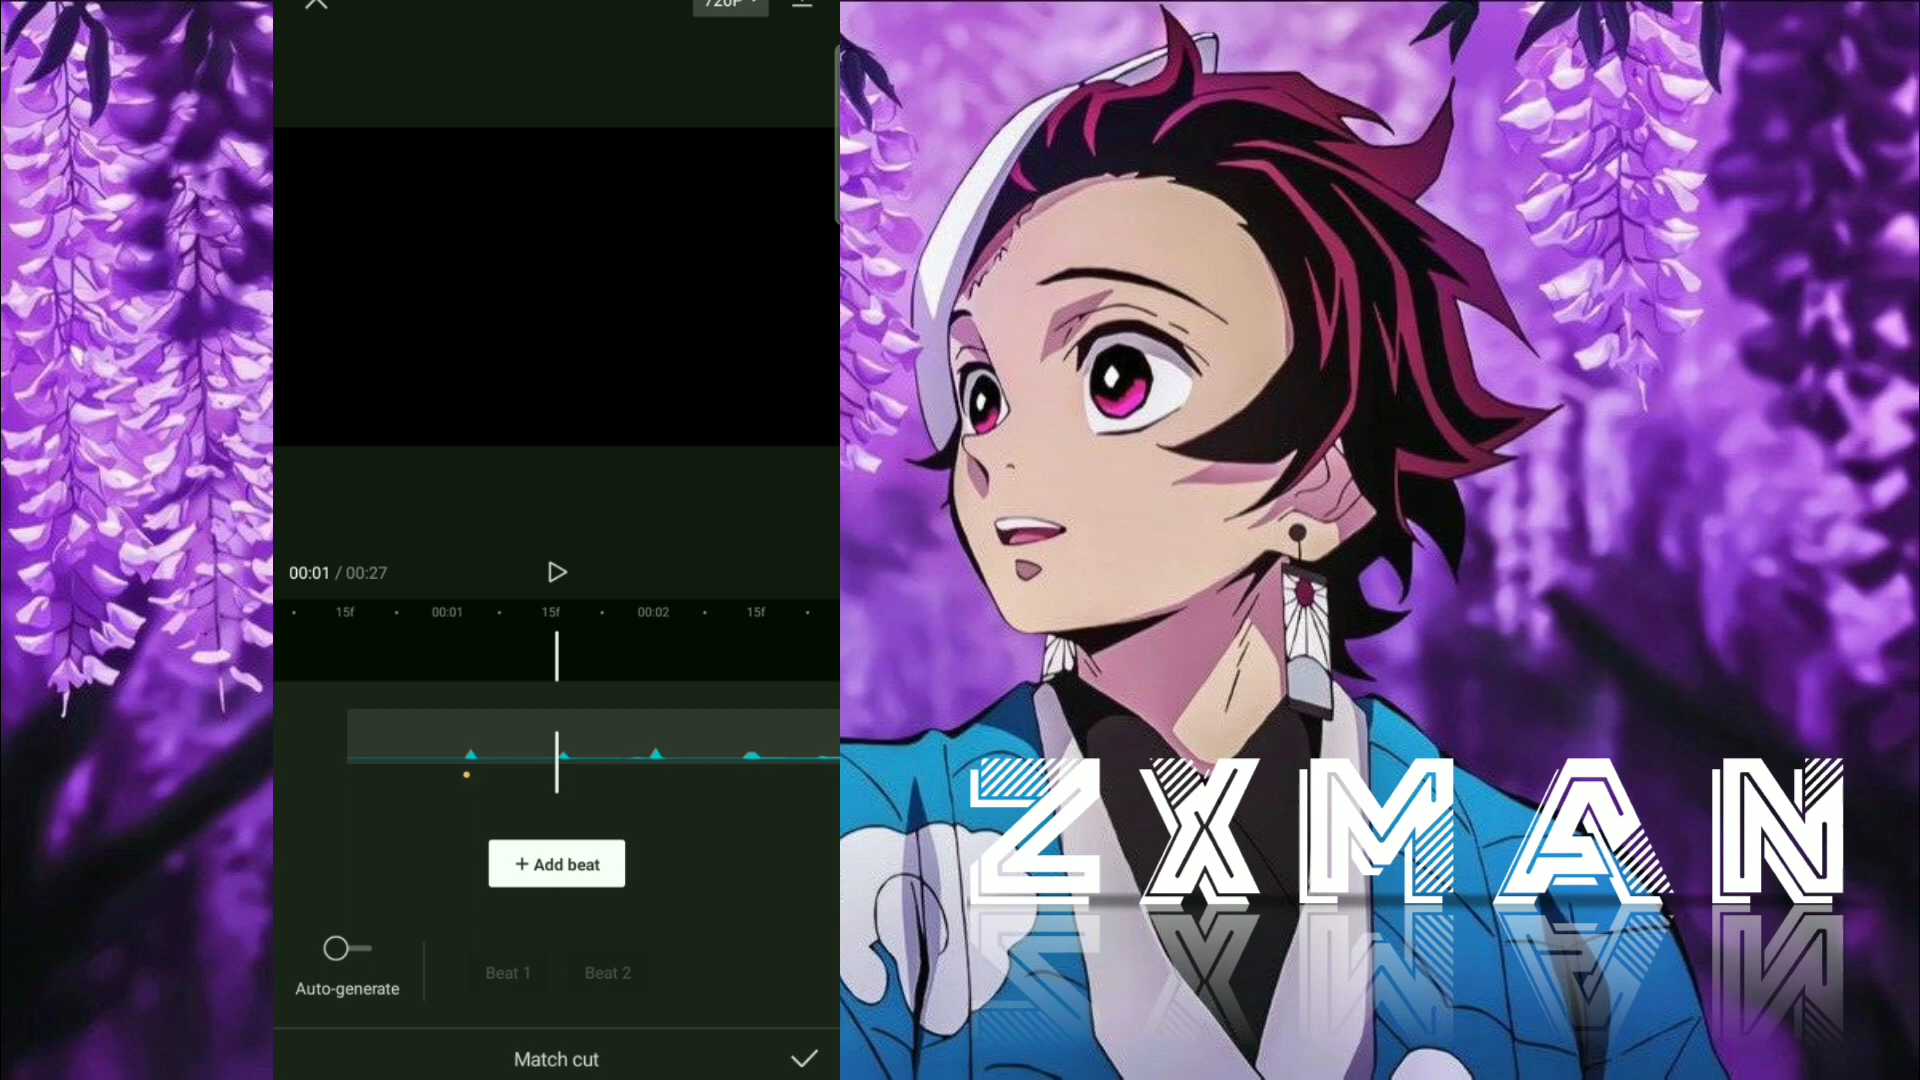 720P
00:01 / 00:27
15f 00:01 15f 00:02 15f
+ Add beat
Auto-generate
Beat 1 Beat 2
Match cut
ZXMAN